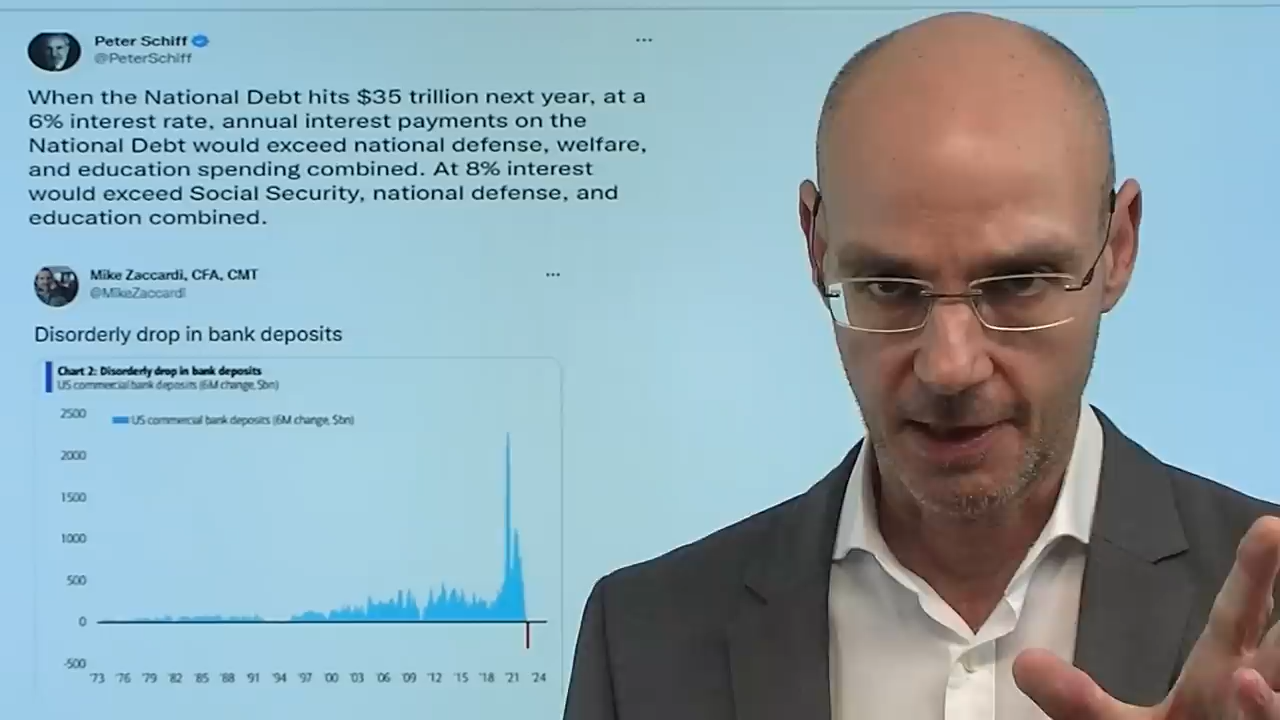 Peter Schiff
@PeterSchiff
...
When the National Debt hits $35 trillion next year, at a
6% interest rate, annual interest payments on the
National Debt would exceed national defense, welfare,
and education spending combined. At 8% interest
would exceed Social Security, national defense, and
education combined.
Mike Zaccardi, CFA, CMT
...
@MikeZaccardi
Disorderly drop in bank deposits
Chart 2: Disorderly drop in bank deposits
US commercial bank deposits (6M change, $bn)
2500
US commercial bank deposits (6M change, $bn)
2000
1500
1000
500
0
-500
'73 '76 '79 '82 '85 '88 '91 '94 '97 '00 '03 '06 '09 '12 '15 '18 '21 '24